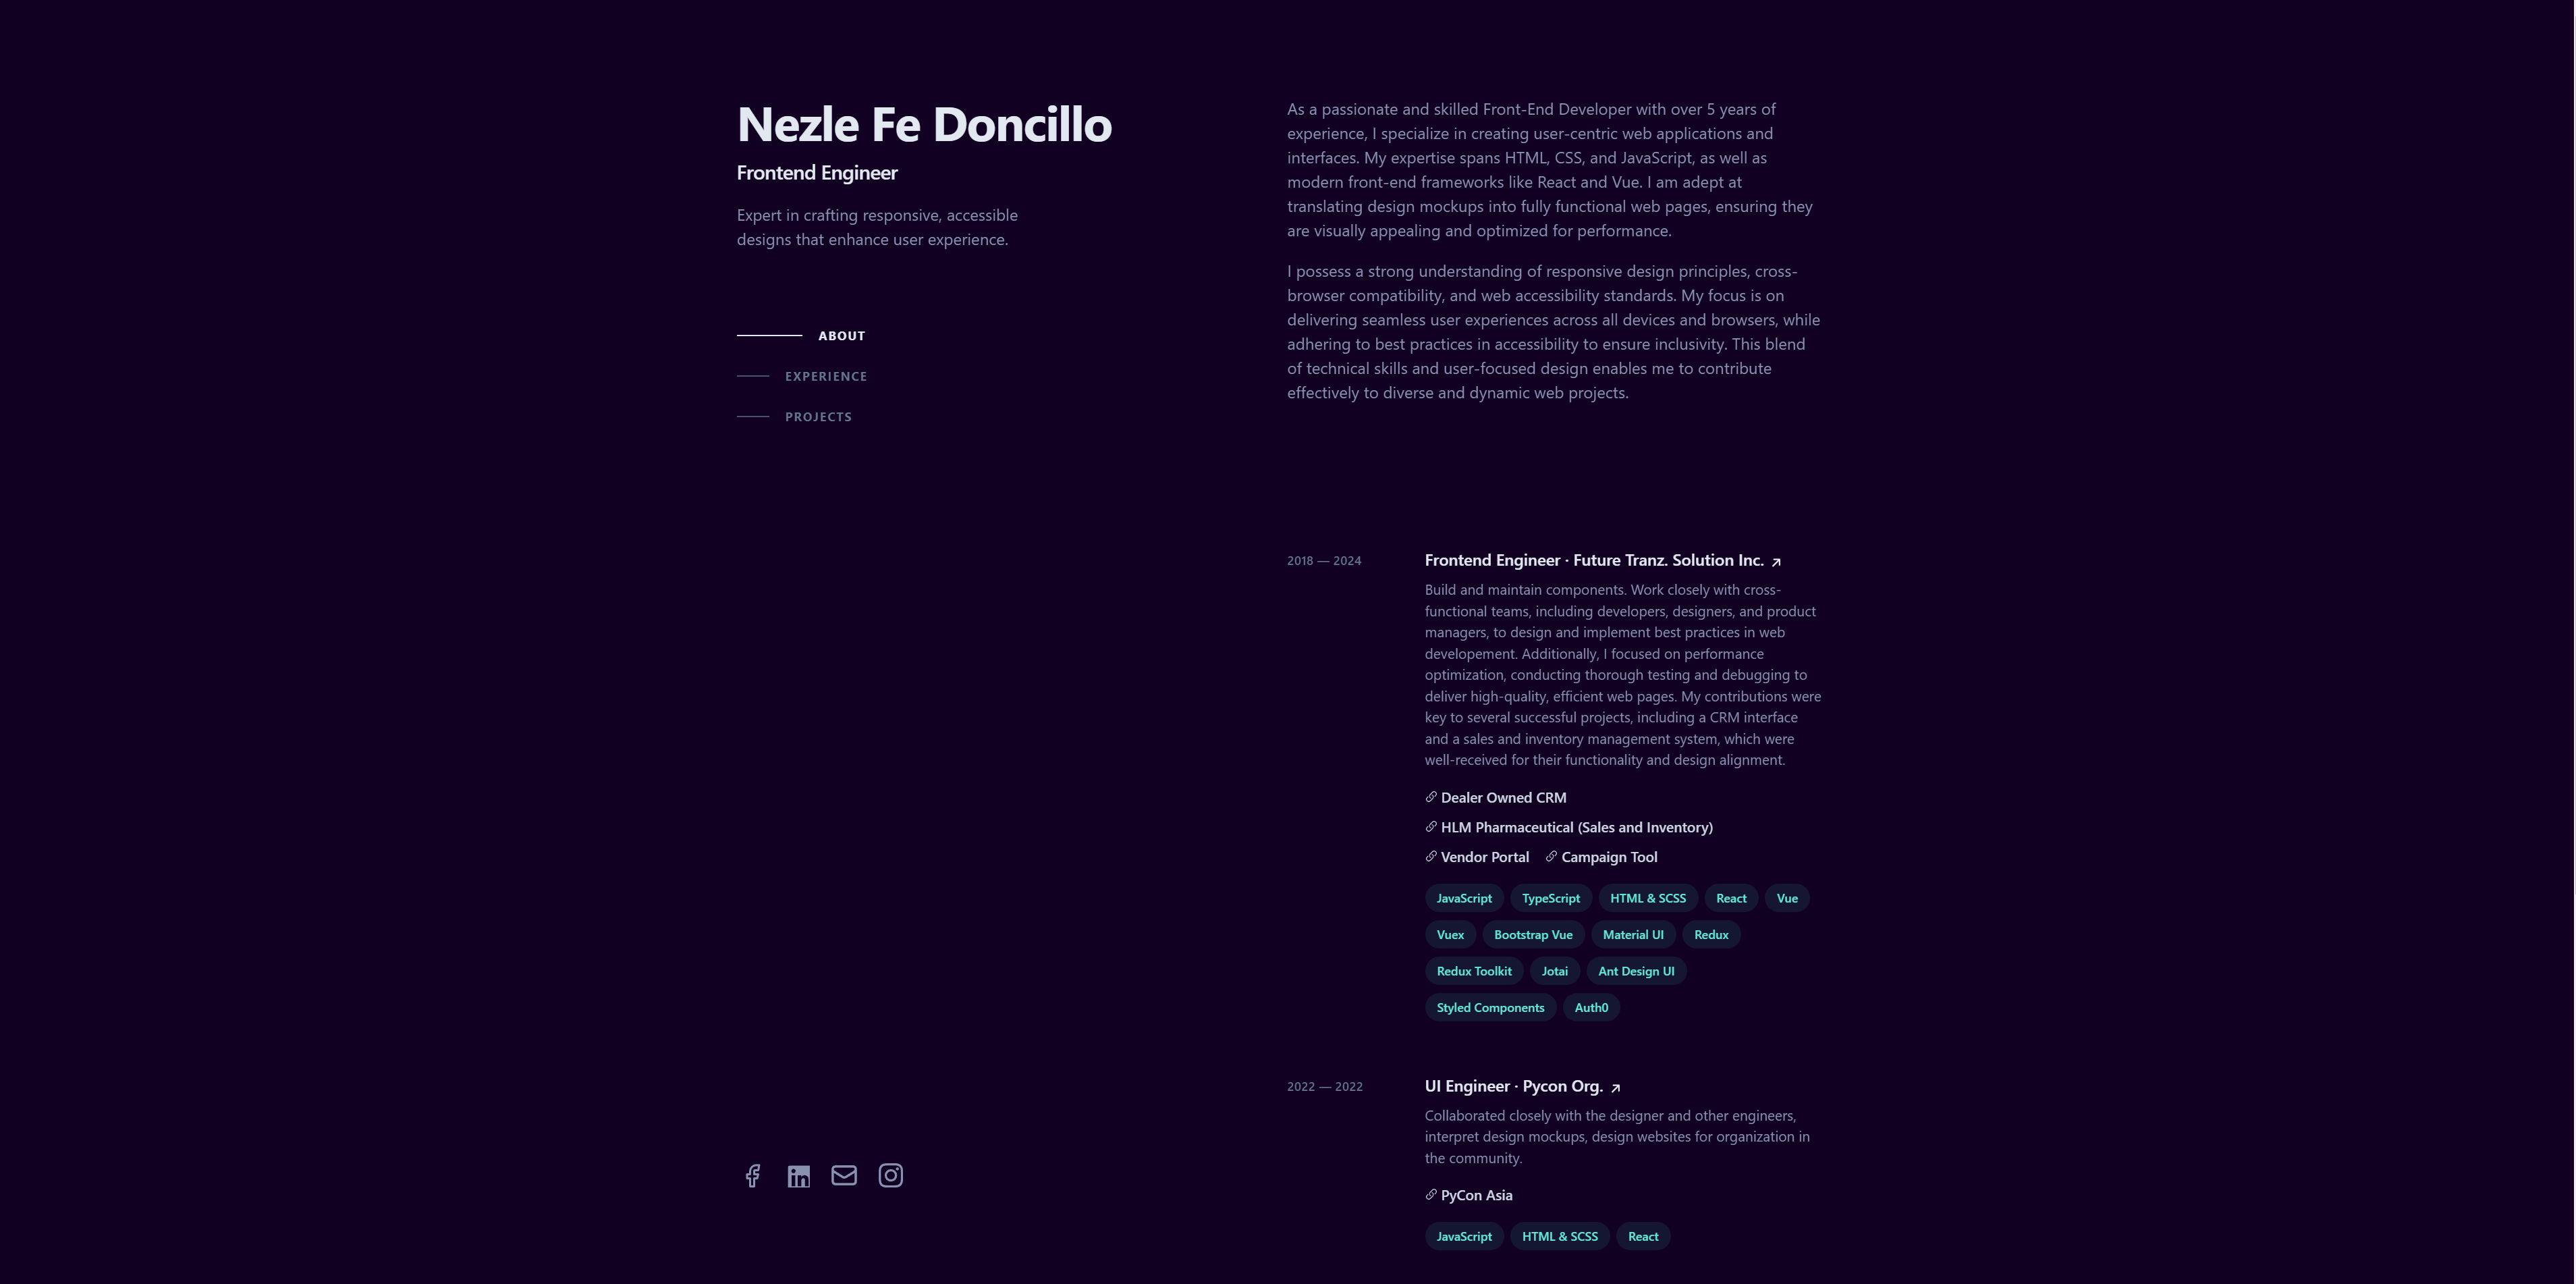 Nezle Fe Doncillo
Frontend Engineer
Expert in crafting responsive, accessible
designs that enhance user experience.
ABOUT
EXPERIENCE
PROJECTS
As a passionate and skilled Front-End Developer with over 5 years of
experience, I specialize in creating user-centric web applications and
interfaces. My expertise spans HTML, CSS, and JavaScript, as well as
modern front-end frameworks like React and Vue. I am adept at
translating design mockups into fully functional web pages, ensuring they
are visually appealing and optimized for performance.
I possess a strong understanding of responsive design principles, cross-
browser compatibility, and web accessibility standards. My focus is on
delivering seamless user experiences across all devices and browsers, while
adhering to best practices in accessibility to ensure inclusivity. This blend
of technical skills and user-focused design enables me to contribute
effectively to diverse and dynamic web projects.
2018 — 2024
Frontend Engineer · Future Tranz. Solution Inc.
Build and maintain components. Work closely with cross-
functional teams, including developers, designers, and product
managers, to design and implement best practices in web
developement. Additionally, I focused on performance
optimization, conducting thorough testing and debugging to
deliver high-quality, efficient web pages. My contributions were
key to several successful projects, including a CRM interface
and a sales and inventory management system, which were
well-received for their functionality and design alignment.
Dealer Owned CRM
HLM Pharmaceutical (Sales and Inventory)
Vendor Portal Campaign Tool
JavaScript TypeScript HTML & SCSS React Vue
Vuex Bootstrap Vue Material UI Redux
Redux Toolkit Jotai Ant Design UI
Styled Components Auth0
2022 — 2022
UI Engineer · Pycon Org.
Collaborated closely with the designer and other engineers,
interpret design mockups, design websites for organization in
the community.
PyCon Asia
JavaScript HTML & SCSS React